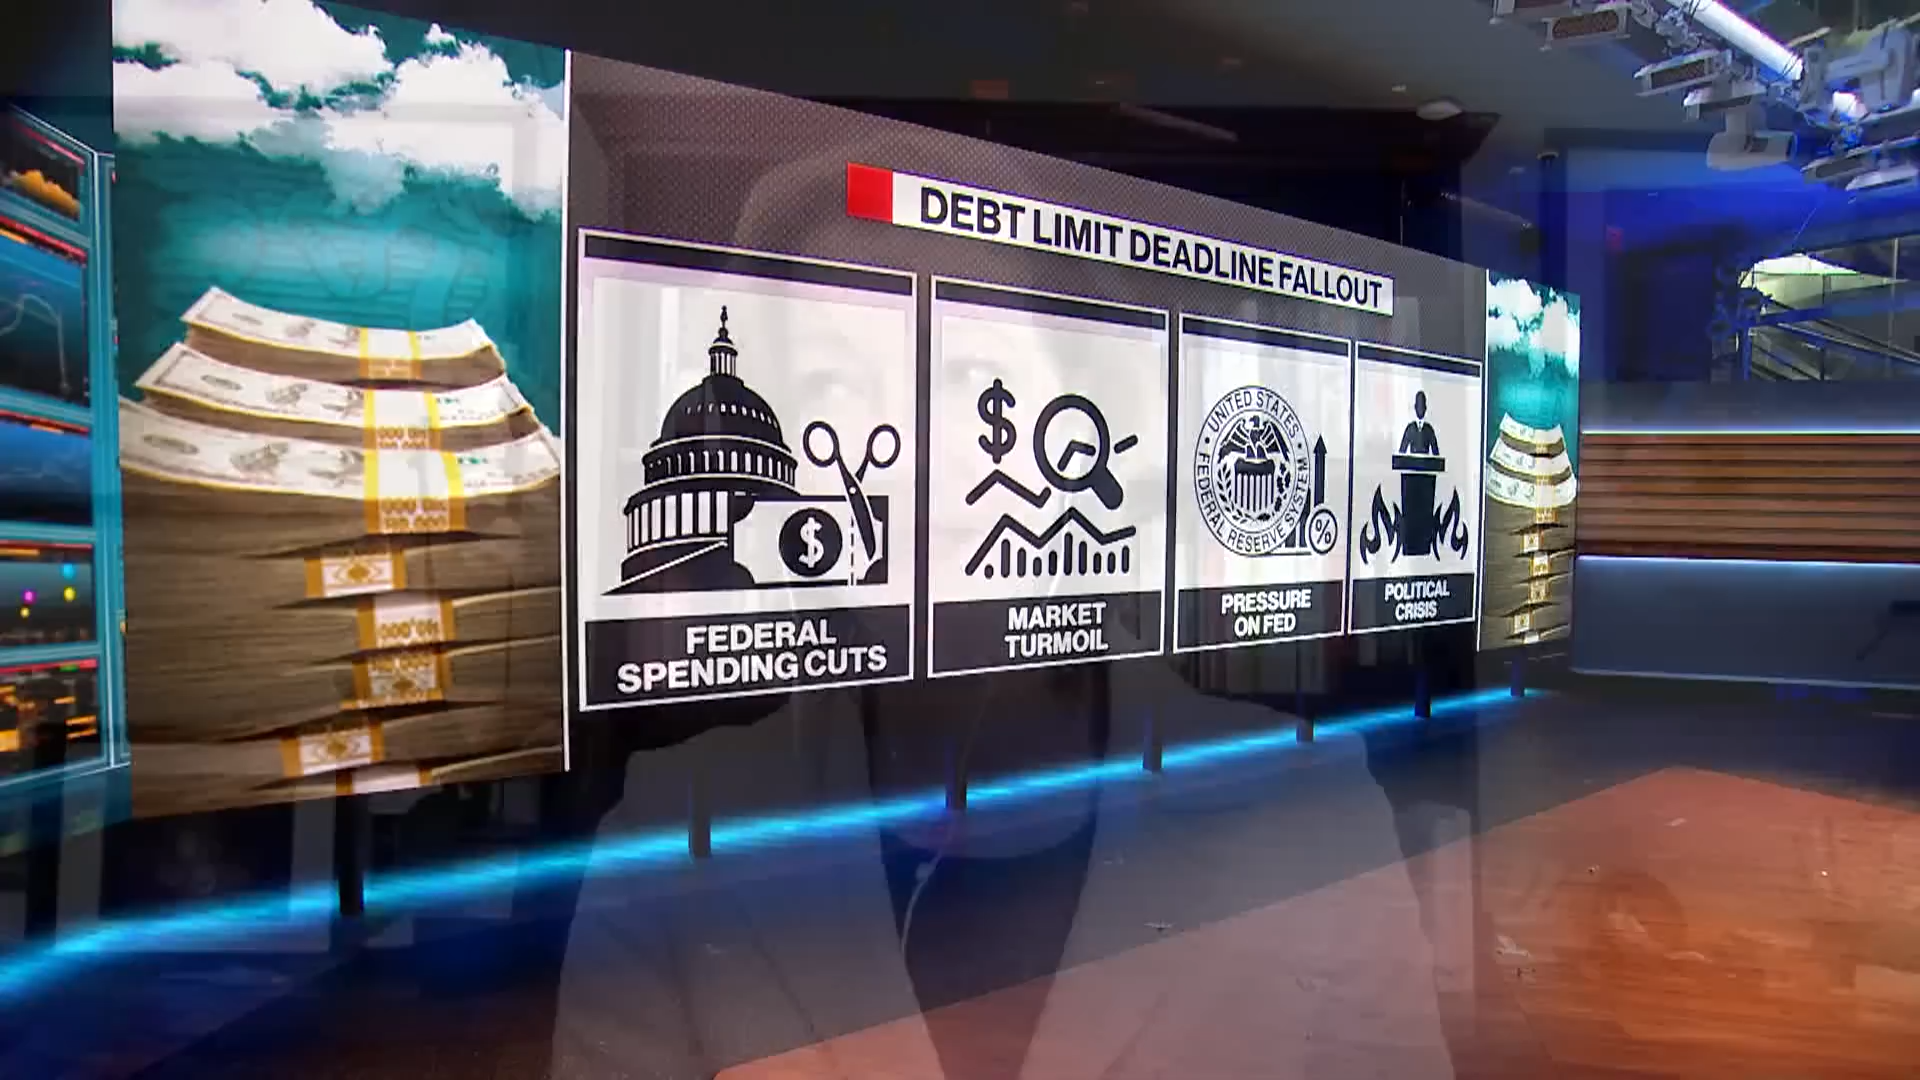 DEBT LIMIT DEADLINE FALLOUT
FEDERAL
SPENDING CUTS
MARKET
TURMOIL
UNITED STATES
FEDERAL RESERVE SYSTEM
PRESSURE
ON FED
POLITICAL
CRISIS
$
$
%